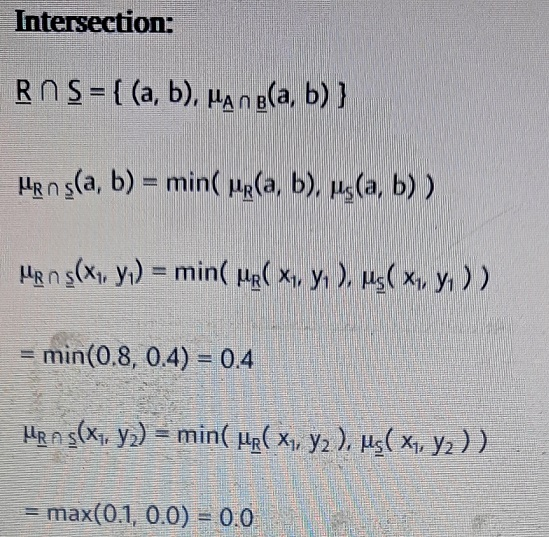 Intersection:
R̲ ∩ S̲ = { (a, b), μA̲ ∩ B̲(a, b) }
μR̲ ∩ S̲(a, b) = min( μR̲(a, b), μS̲(a, b) )
μR̲ ∩ S̲(x₁, y₁) = min( μR̲( x₁, y₁ ), μS̲( x₁, y₁ ) )
= min(0.8, 0.4) = 0.4
μR̲ ∩ S̲(x₁, y₂) = min( μR̲( x₁, y₂ ), μS̲( x₁, y₂ ) )
= max(0.1, 0.0) = 0.0